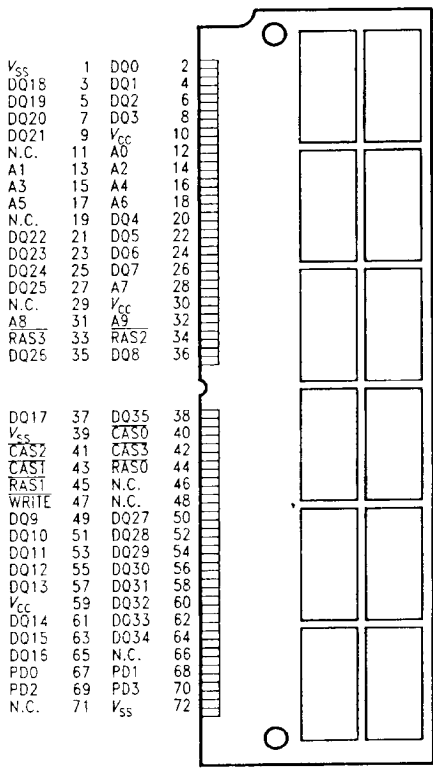 VSS 1 DQ0 2
DQ18 3 DQ1 4
DQ19 5 DQ2 6
DQ20 7 DQ3 8
DQ21 9 VCC 10
N.C. 11 A0 12
A1 13 A2 14
A3 15 A4 16
A5 17 A6 18
N.C. 19 DQ4 20
DQ22 21 DQ5 22
DQ23 23 DQ6 24
DQ24 25 DQ7 26
DQ25 27 A7 28
N.C. 29 VCC 30
A8 31 A9 32
RAS3 33 RAS2 34
DQ26 35 DQ8 36
DQ17 37 DQ35 38
VSS 39 CAS0 40
CAS2 41 CAS3 42
CAS1 43 RAS0 44
RAS1 45 N.C. 46
WRITE 47 N.C. 48
DQ9 49 DQ27 50
DQ10 51 DQ28 52
DQ11 53 DQ29 54
DQ12 55 DQ30 56
DQ13 57 DQ31 58
VCC 59 DQ32 60
DQ14 61 DQ33 62
DQ15 63 DQ34 64
DQ16 65 N.C. 66
PD0 67 PD1 68
PD2 69 PD3 70
N.C. 71 VSS 72